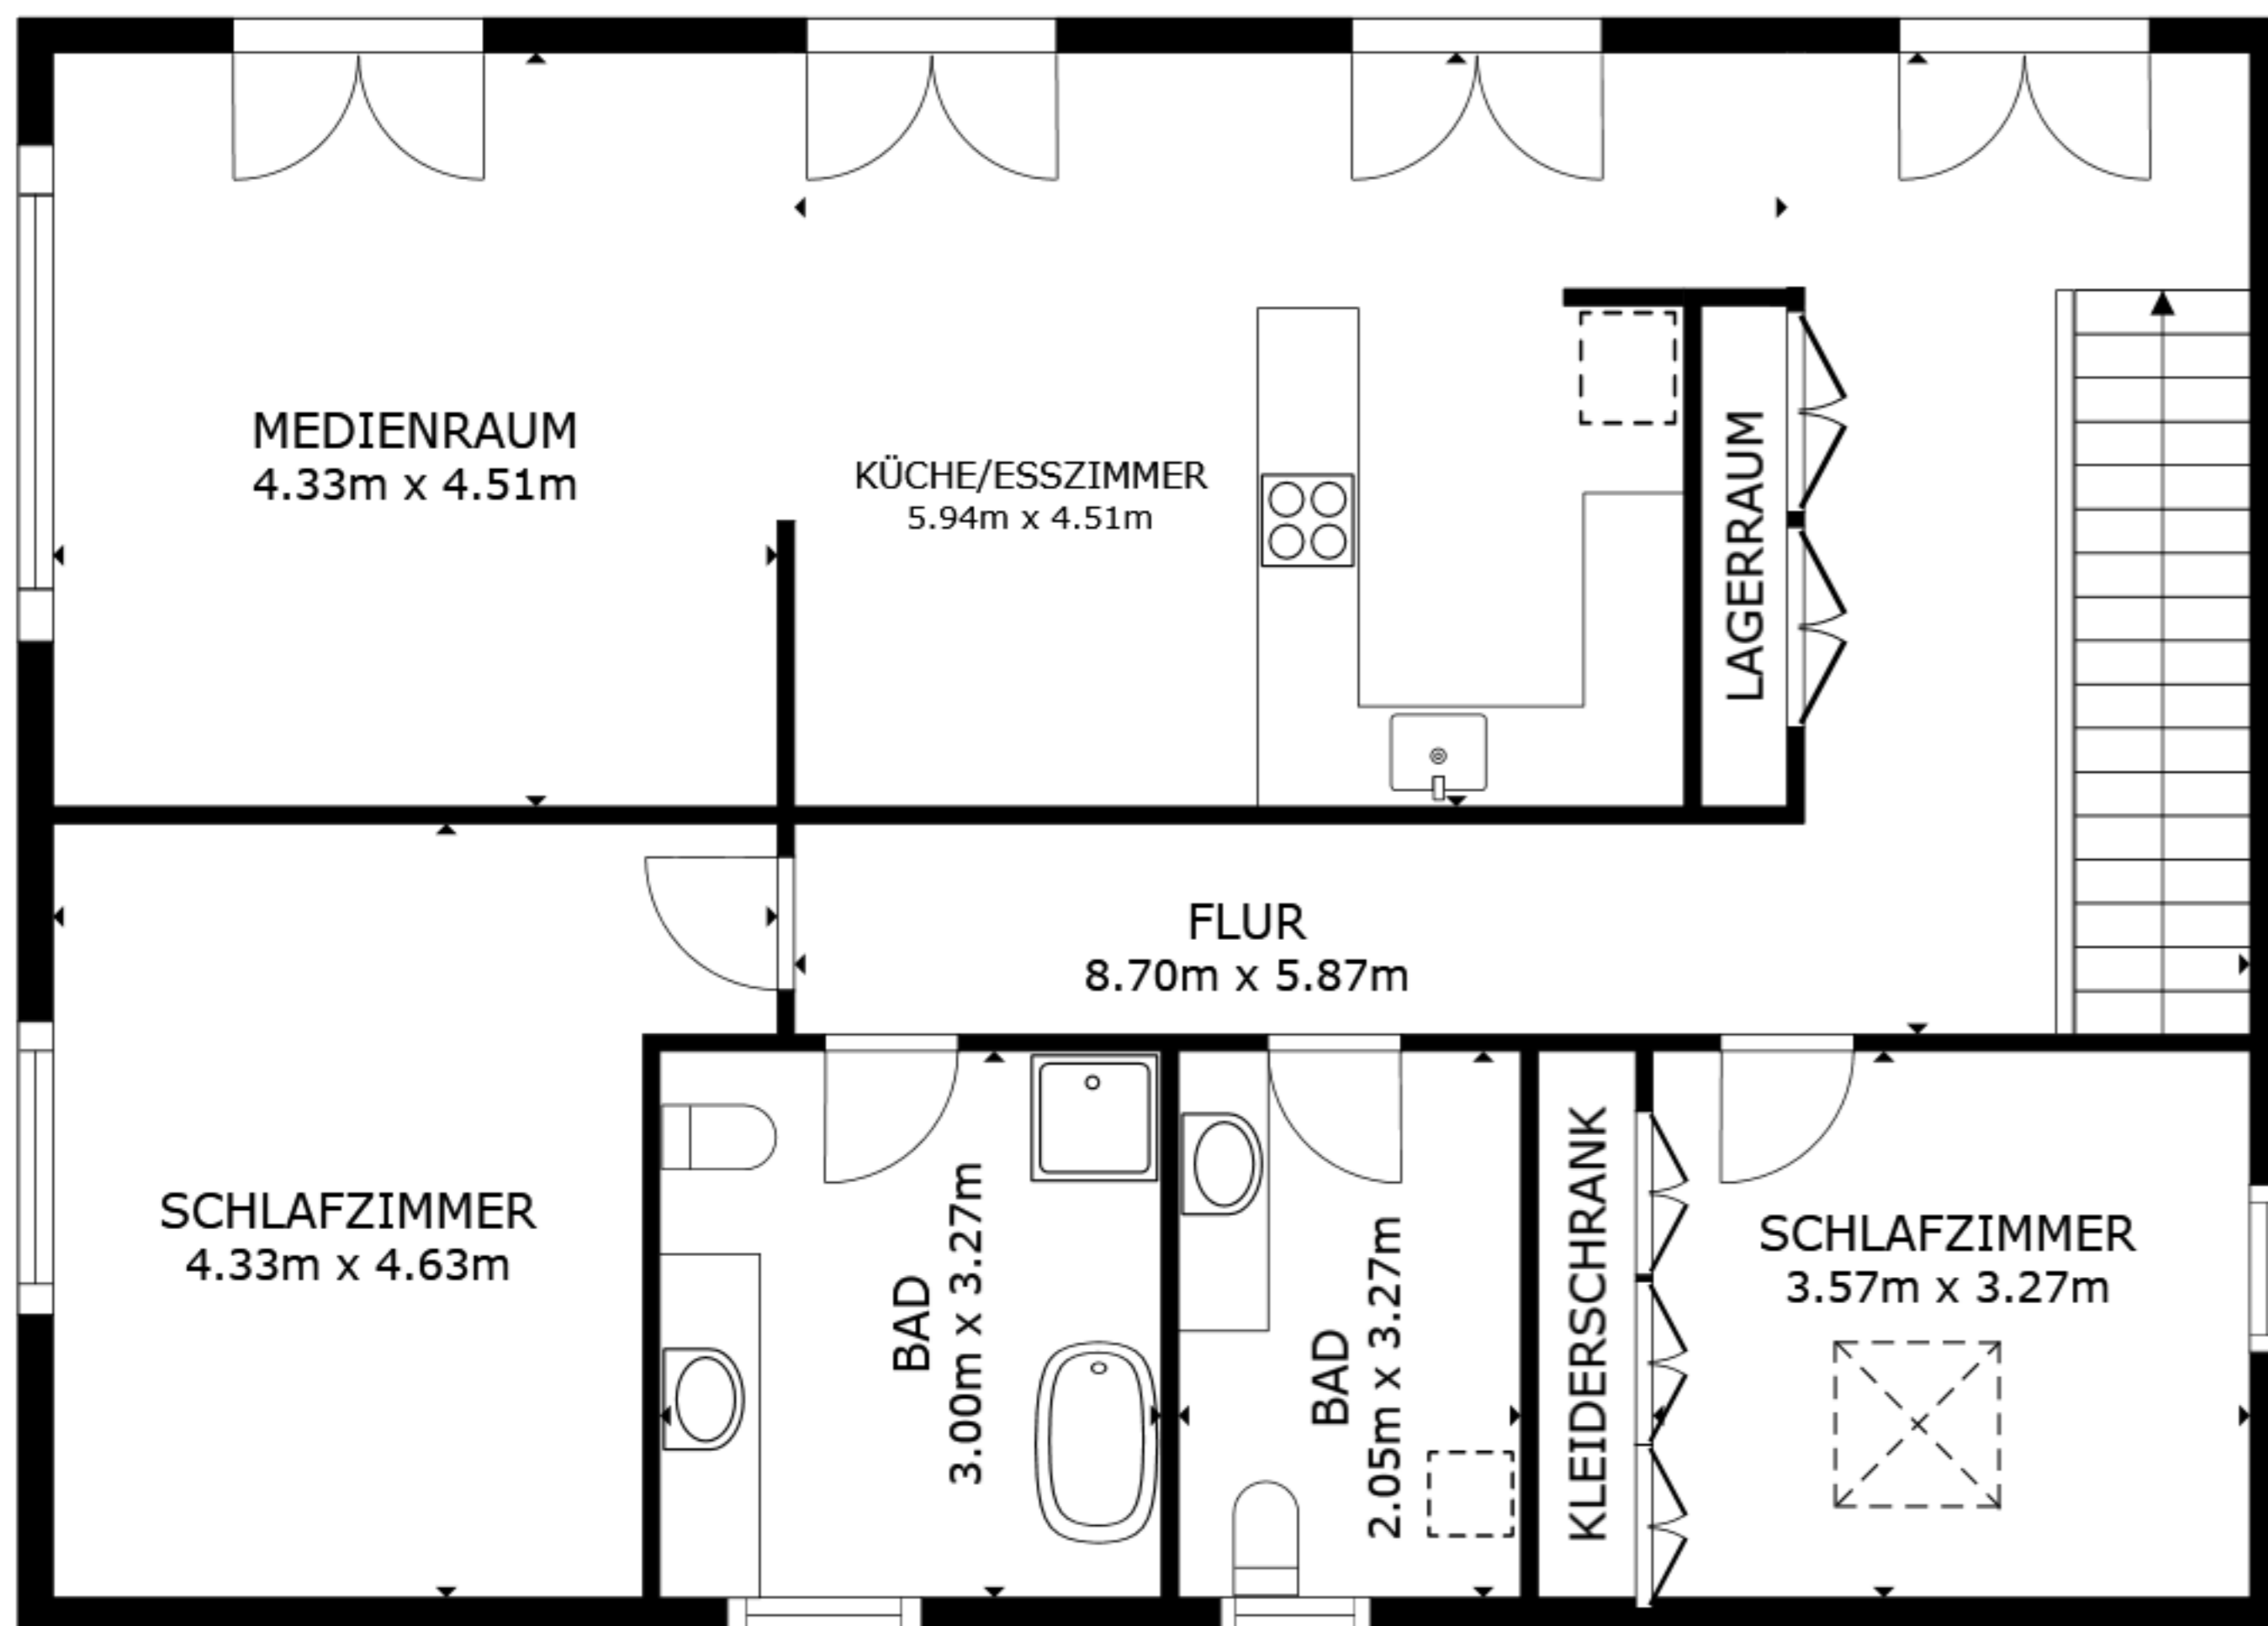 MEDIENRAUM
4.33m x 4.51m
KÜCHE/ESSZIMMER
5.94m x 4.51m
LAGERRAUM
FLUR
8.70m x 5.87m
SCHLAFZIMMER
4.33m x 4.63m
BAD
3.00m x 3.27m
BAD
2.05m x 3.27m
KLEIDERSCHRANK
SCHLAFZIMMER
3.57m x 3.27m